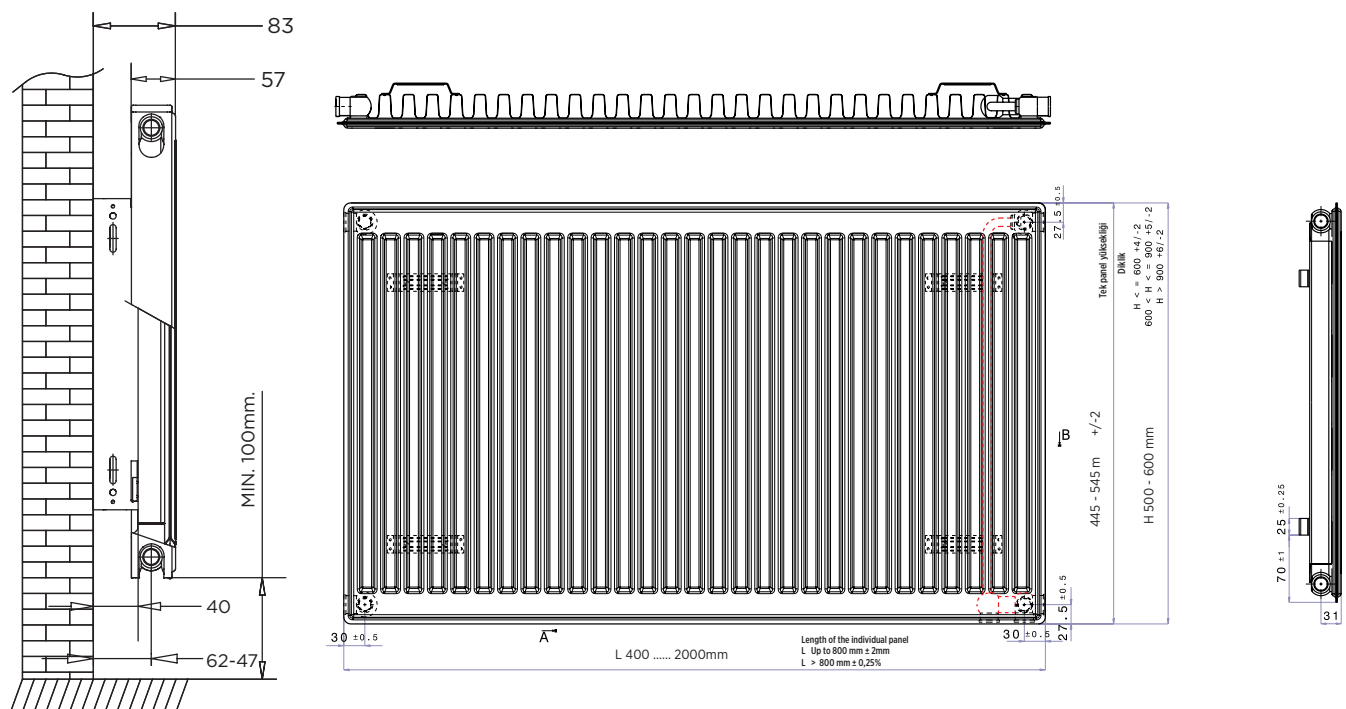 83
57
MIN. 100mm.
40
62-47
27.5 ±0.5
Tek panel yüksekliği
Diklik
H < = 600 +4/-2
600 < H < = 900 +5/-2
H > 900 +6/-2
B
445 - 545 m +/-2
H 500 - 600 mm
27.5 ±0.5
30 ±0.5
A
30 ±0.5
L 400 ...... 2000mm
Length of the individual panel
L Up to 800 mm ± 2mm
L > 800 mm ± 0,25%
25 ±0.25
70 ±1
31